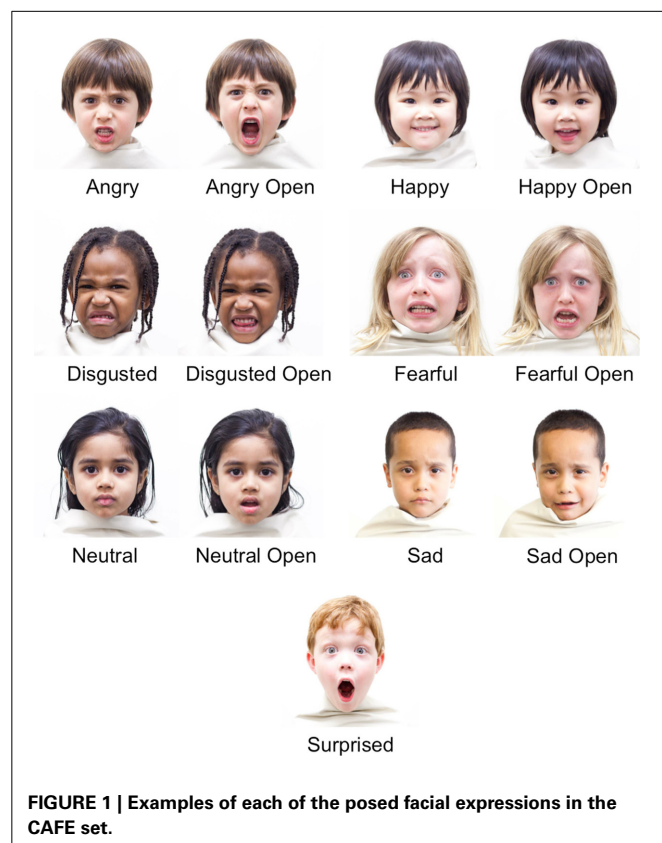 Angry Angry Open Happy Happy Open
Disgusted Disgusted Open Fearful Fearful Open
Neutral Neutral Open Sad Sad Open
Surprised
FIGURE 1 | Examples of each of the posed facial expressions in the
CAFE set.